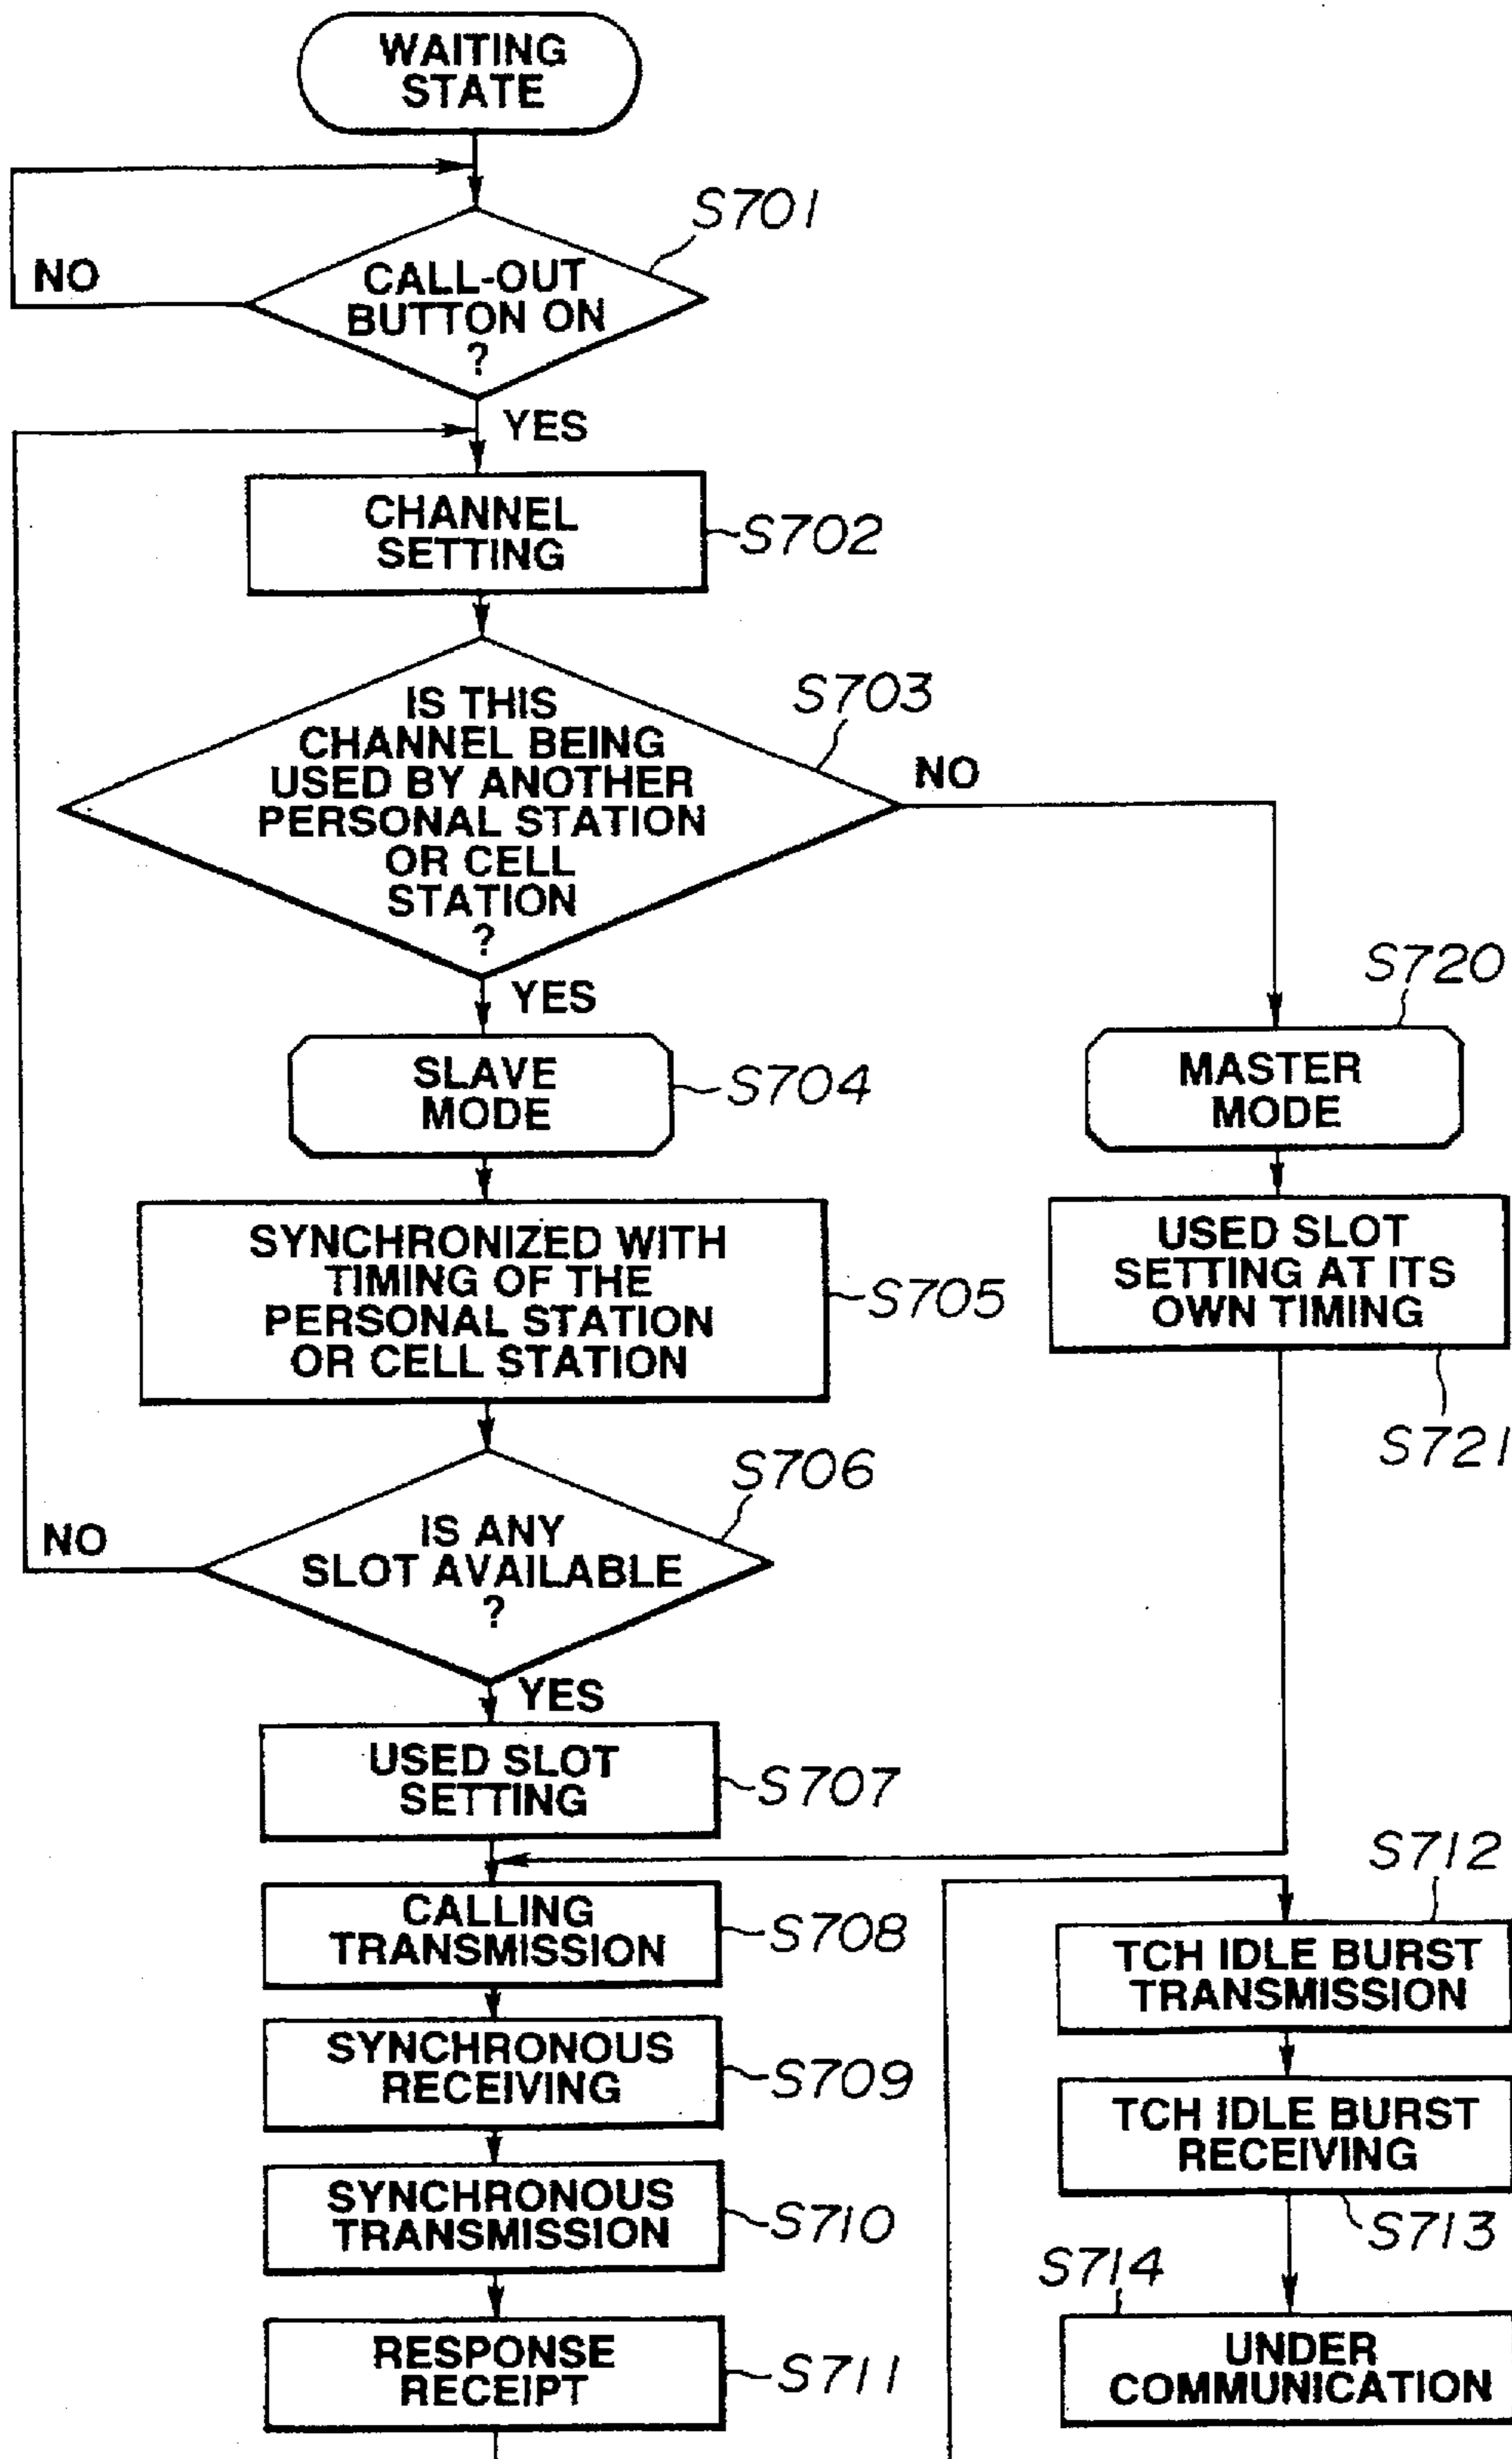 WAITING
STATE
S701
NO
CALL-OUT
BUTTON ON
?
YES
CHANNEL
SETTING
S702
S703
IS THIS
CHANNEL BEING
USED BY ANOTHER
PERSONAL STATION
OR CELL
STATION
?
NO
YES
S720
SLAVE
MODE
S704
MASTER
MODE
SYNCHRONIZED WITH
TIMING OF THE
PERSONAL STATION
OR CELL STATION
S705
USED SLOT
SETTING AT ITS
OWN TIMING
S721
S706
NO
IS ANY
SLOT AVAILABLE
?
YES
USED SLOT
SETTING
S707
CALLING
TRANSMISSION
S708
SYNCHRONOUS
RECEIVING
S709
SYNCHRONOUS
TRANSMISSION
S710
RESPONSE
RECEIPT
S711
S712
TCH IDLE BURST
TRANSMISSION
TCH IDLE BURST
RECEIVING
S713
S714
UNDER
COMMUNICATION